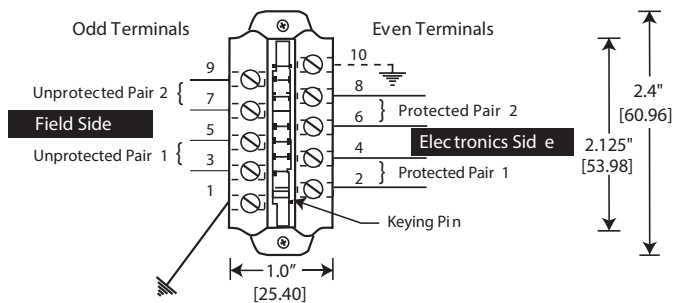 Odd Terminals
Even Terminals
9
10
Unprotected Pair 2 {
7
8
} Protected Pair 2
6
Field Side
Electronics Sid e
5
Unprotected Pair 1 {
3
4
} Protected Pair 1
2
1
Keying Pin
2.4"
[60.96]
2.125"
[53.98]
1.0"
[25.40]